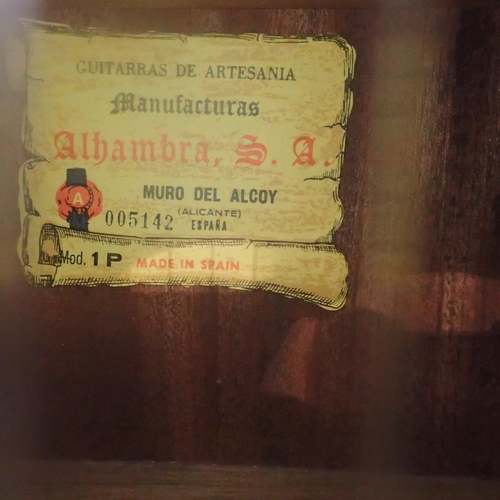 GUITARRAS DE ARTESANIA
Manufacturas
Alhambra, S. A.
MURO DEL ALCOY
A
(ALICANTE)
005142 ESPAÑA
Mod. 1 P MADE IN SPAIN